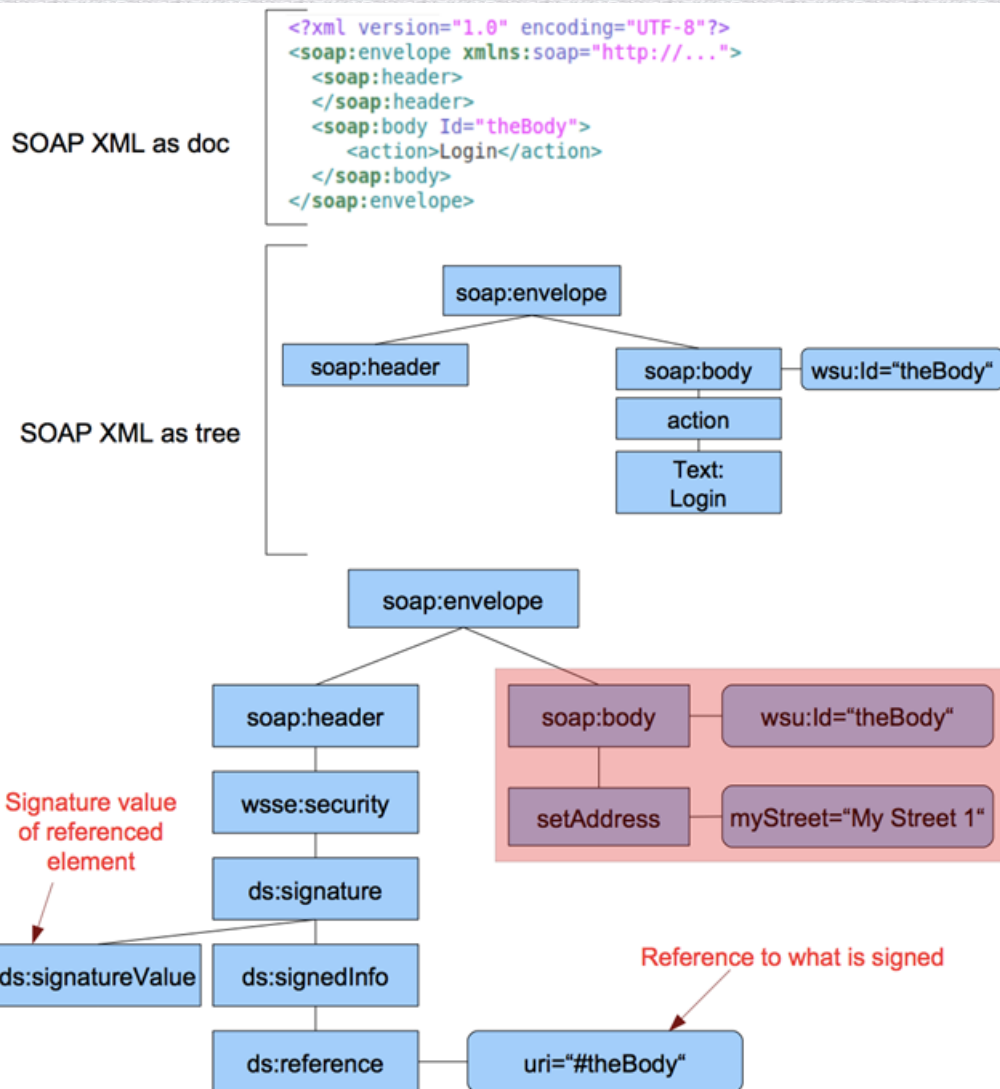 <?xml version="1.0" encoding="UTF-8"?>
<soap:envelope xmlns:soap="http://...">
<soap:header>
</soap:header>
<soap:body Id="theBody">
<action>Login</action>
</soap:body>
</soap:envelope>
SOAP XML as doc
SOAP XML as tree
soap:envelope
soap:header
soap:body
wsu:Id=“theBody“
action
Text:
Login
soap:envelope
soap:header
soap:body
wsu:Id=“theBody“
wsse:security
setAddress
myStreet=“My Street 1“
Signature value
of referenced
element
ds:signature
ds:signatureValue
ds:signedInfo
Reference to what is signed
ds:reference
uri=“#theBody“